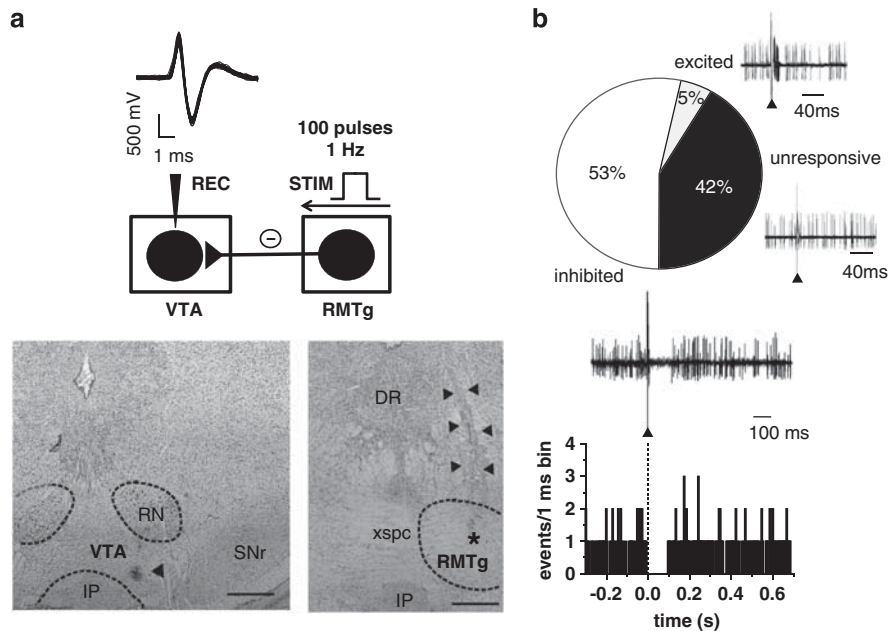 a
500 mV
1 ms
100 pulses
1 Hz
REC
STIM
−
VTA
RMTg
RN
VTA
SNr
IP
DR
xspc
*
RMTg
IP
b
excited
5%
40ms
unresponsive
53%
42%
40ms
inhibited
100 ms
events/1 ms bin
4
3
2
1
0
-0.2 0.0 0.2 0.4 0.6
time (s)